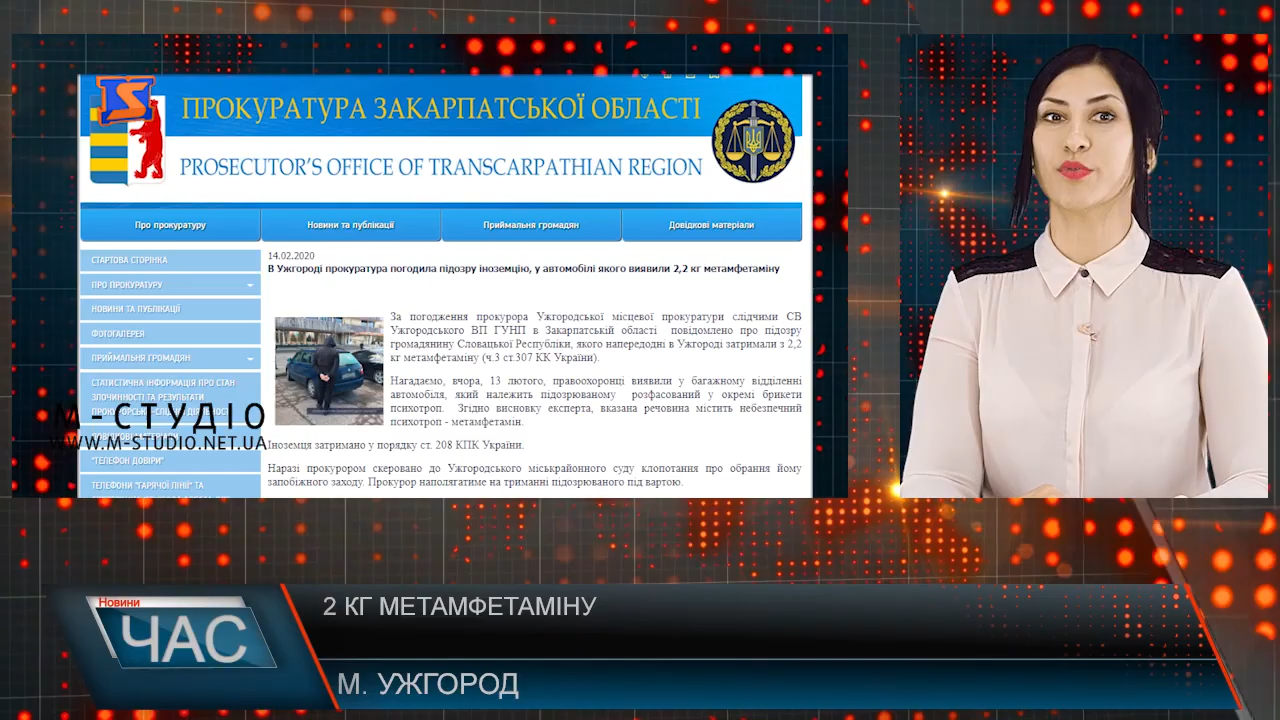 ПРОКУРАТУРА ЗАКАРПАТСЬКОЇ ОБЛАСТІ
PROSECUTOR'S OFFICE OF TRANSCARPATHIAN REGION
Про прокуратуру
Новини та публікації
Приймальня громадян
Довідкові матеріали
СТАРТОВА СТОРІНКА
ПРО ПРОКУРАТУРУ
НОВИНИ ТА ПУБЛІКАЦІЇ
ФОТОГАЛЕРЕЯ
ПРИЙМАЛЬНЯ ГРОМАДЯН
СТАТИСТИЧНА ІНФОРМАЦІЯ ПРО СТАН
ЗЛОЧИННОСТІ ТА РЕЗУЛЬТАТИ
М-СТУДІО
WWW.M-STUDIO.NET.UA
"ТЕЛЕФОН ДОВІРИ"
ТЕЛЕФОНИ "ГАРЯЧОЇ ЛІНІЇ" ТА
14.02.2020
В Ужгороді прокуратура погодила підозру іноземцю, у автомобілі якого виявили 2,2 кг метамфетаміну
За погодження прокурора Ужгородської місцевої прокуратури слідчими СВ
Ужгородського ВП ГУНП в Закарпатській області повідомлено про підозру
громадянину Словацької Республіки, якого напередодні в Ужгороді затримали з 2,2
кг метамфетаміну (ч.3 ст.307 КК України).
Нагадаємо, вчора, 13 лютого, правоохоронці виявили у багажному відділенні
автомобіля, який належить підозрюваному розфасований у окремі брикети
психотроп. Згідно висновку експерта, вказана речовина містить небезпечний
психотроп - метамфетамін.
Іноземця затримано у порядку ст. 208 КПК України.
Наразі прокурором скеровано до Ужгородського міськрайонного суду клопотання про обрання йому
запобіжного заходу. Прокурор наполягатиме на триманні підозрюваного під вартою.
Новини
ЧАС
2 КГ МЕТАМФЕТАМІНУ
М. УЖГОРОД